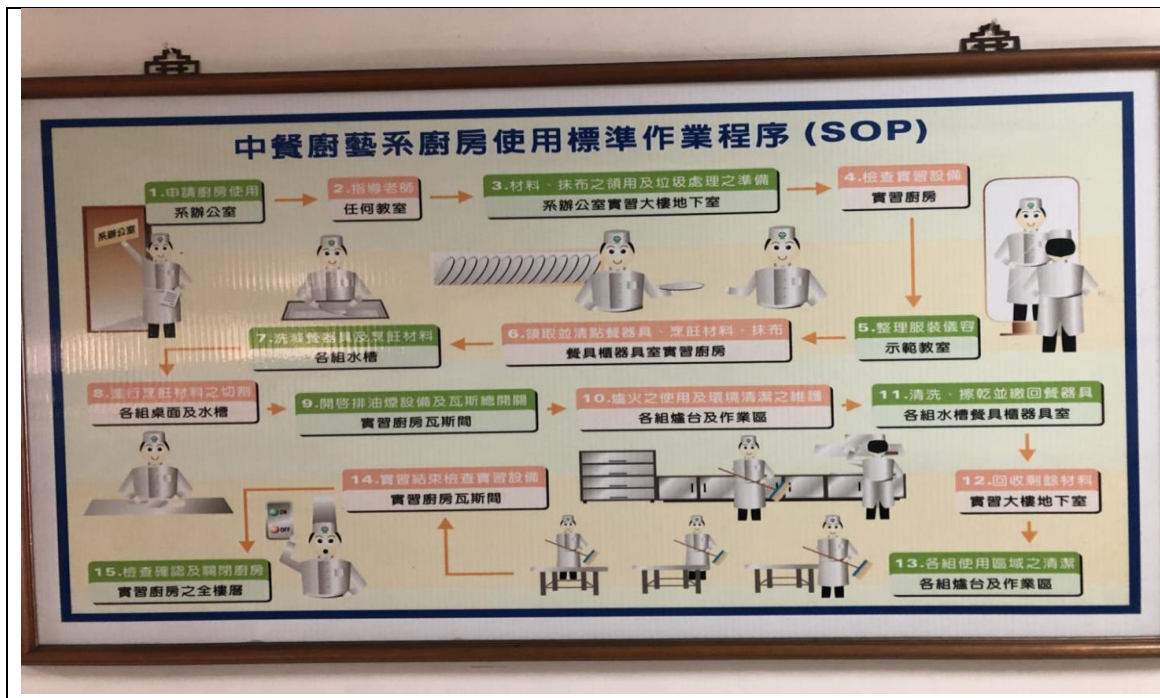 中餐廚藝系廚房使用標準作業程序(SOP)
1.申請廚房使用
系辦公室
2.指導老師
任何教室
3.材料、抹布之領用及垃圾處理之準備
系辦公室實習大樓地下室
4.檢查實習設備
實習廚房
系辦公室
5.整理服裝儀容
示範教室
6.領取並清點餐器具、烹飪材料、抹布
餐具櫃器具室實習廚房
7.洗滌餐器具及烹飪材料
各組水槽
8.進行烹飪材料之切割
各組桌面及水槽
9.開啓排油煙設備及瓦斯總開關
實習廚房瓦斯間
10.爐火之使用及環境清潔之維護
各組爐台及作業區
11.清洗、擦乾並繳回餐器具
各組水槽餐具櫃器具室
12.回收剩餘材料
實習大樓地下室
13.各組使用區域之清潔
各組爐台及作業區
14.實習結束檢查實習設備
實習廚房瓦斯間
ON
OFF
15.檢查確認及關閉廚房
實習廚房之全樓層